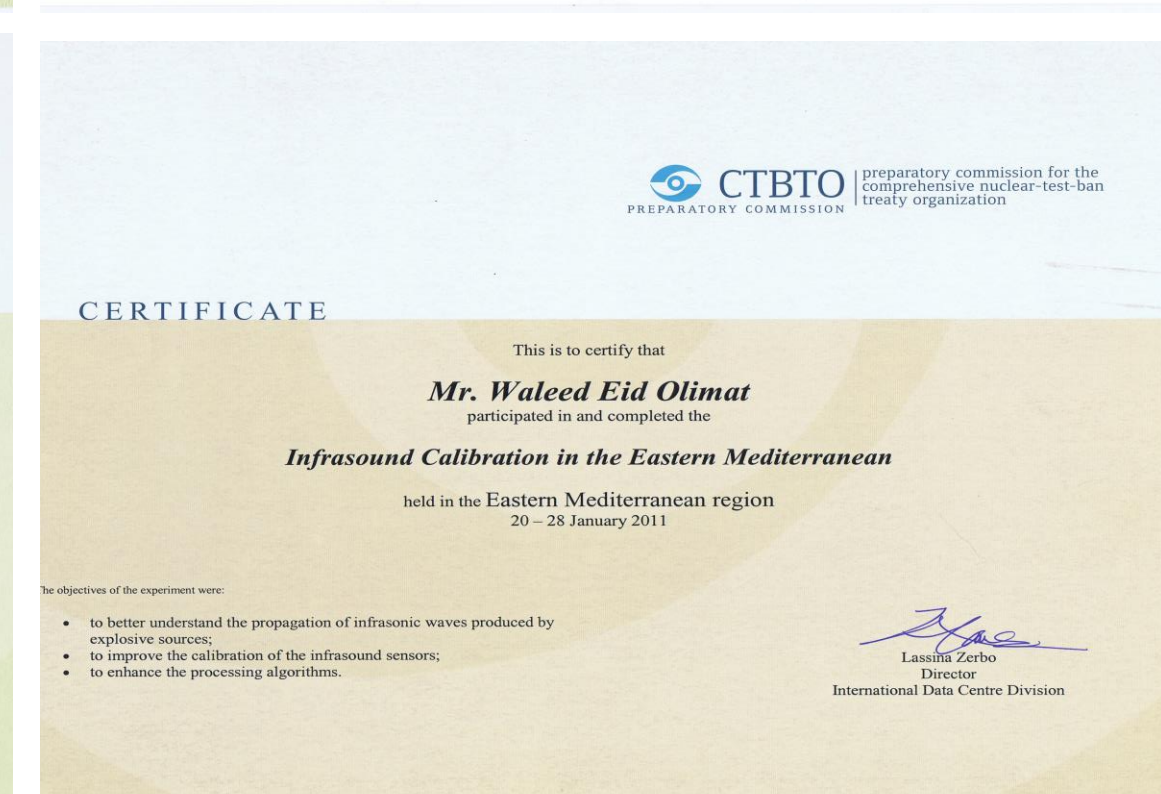 CTBTO
PREPARATORY COMMISSION
preparatory commission for the
comprehensive nuclear-test-ban
treaty organization
CERTIFICATE
This is to certify that
Mr. Waleed Eid Olimat
participated in and completed the
Infrasound Calibration in the Eastern Mediterranean
held in the Eastern Mediterranean region
20 – 28 January 2011
he objectives of the experiment were:
• to better understand the propagation of infrasonic waves produced by
explosive sources;
• to improve the calibration of the infrasound sensors;
• to enhance the processing algorithms.
Lassina Zerbo
Director
International Data Centre Division